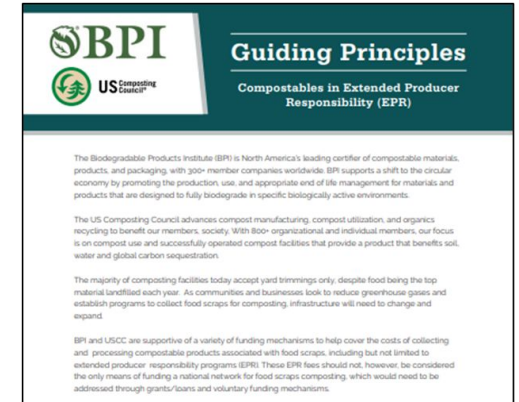 BPI
US Composting
Council®
Guiding Principles
Compostables in Extended Producer
Responsibility (EPR)
The Biodegradable Products Institute (BPI) is North America's leading certifier of compostable materials,
products, and packaging, with 300+ member companies worldwide. BPI supports a shift to the circular
economy by promoting the production, use, and appropriate end of life management for materials and
products that are designed to fully biodegrade in specific biologically active environments.
The US Composting Council advances compost manufacturing, compost utilization, and organics
recycling to benefit our members, society. With 800+ organizational and individual members, our focus
is on compost use and successfully operated compost facilities that provide a product that benefits soil,
water and global carbon sequestration.
The majority of composting facilities today accept yard trimmings only, despite food being the top
material landfilled each year. As communities and businesses look to reduce greenhouse gases and
establish programs to collect food scraps for composting, infrastructure will need to change and
expand.
BPI and USCC are supportive of a variety of funding mechanisms to help cover the costs of collecting
and processing compostable products associated with food scraps, including but not limited to
extended producer responsibility programs (EPR). These EPR fees should not, however, be considered
the only means of funding a national network for food scraps composting, which would need to be
addressed through grants/loans and voluntary funding mechanisms.